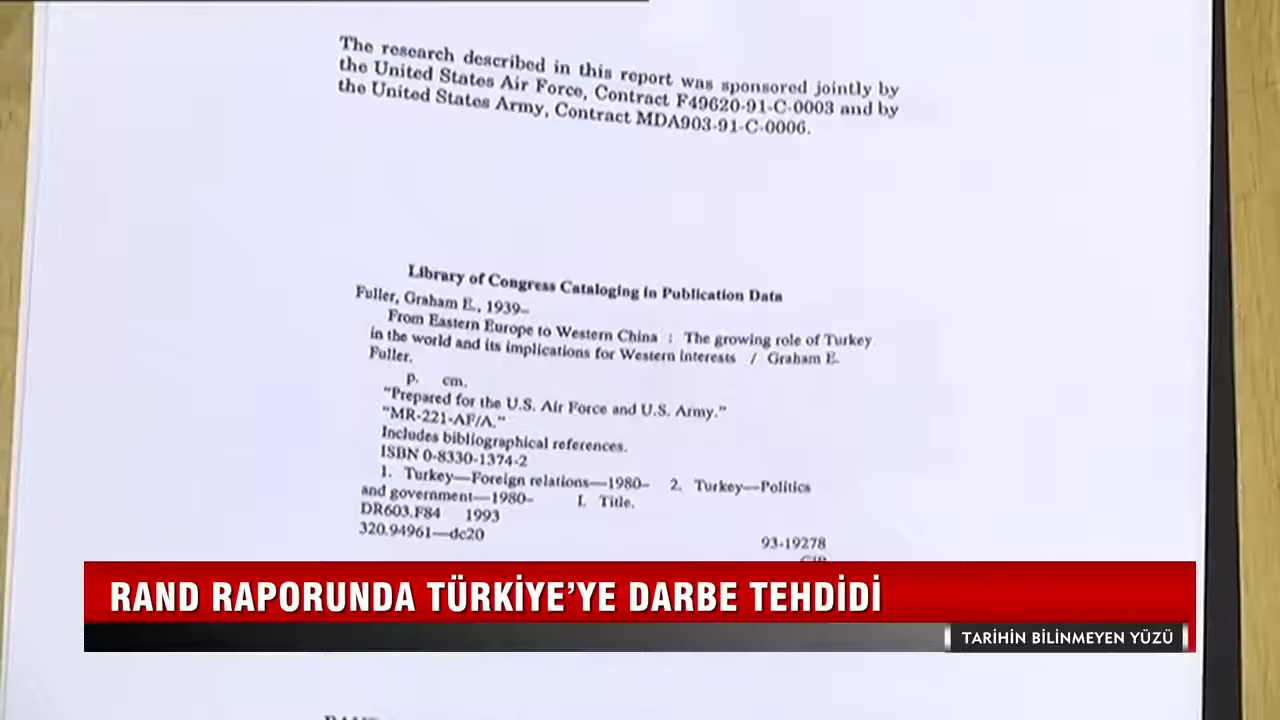 The research described in this report was sponsored jointly by
the United States Air Force, Contract F49620-91-C-0003 and by
the United States Army, Contract MDA903-91-C-0006.
Library of Congress Cataloging in Publication Data
Fuller, Graham E., 1939–
From Eastern Europe to Western China : The growing role of Turkey
in the world and its implications for Western interests / Graham E.
Fuller.
p. cm.
"Prepared for the U.S. Air Force and U.S. Army."
"MR-221-AF/A."
Includes bibliographical references.
ISBN 0-8330-1374-2
1. Turkey—Foreign relations—1980– 2. Turkey—Politics
and government—1980– I. Title.
DR603.F84 1993
320.94961—dc20
93-19278
RAND RAPORUNDA TÜRKİYE'YE DARBE TEHDİDİ
TARİHİN BİLİNMEYEN YÜZÜ